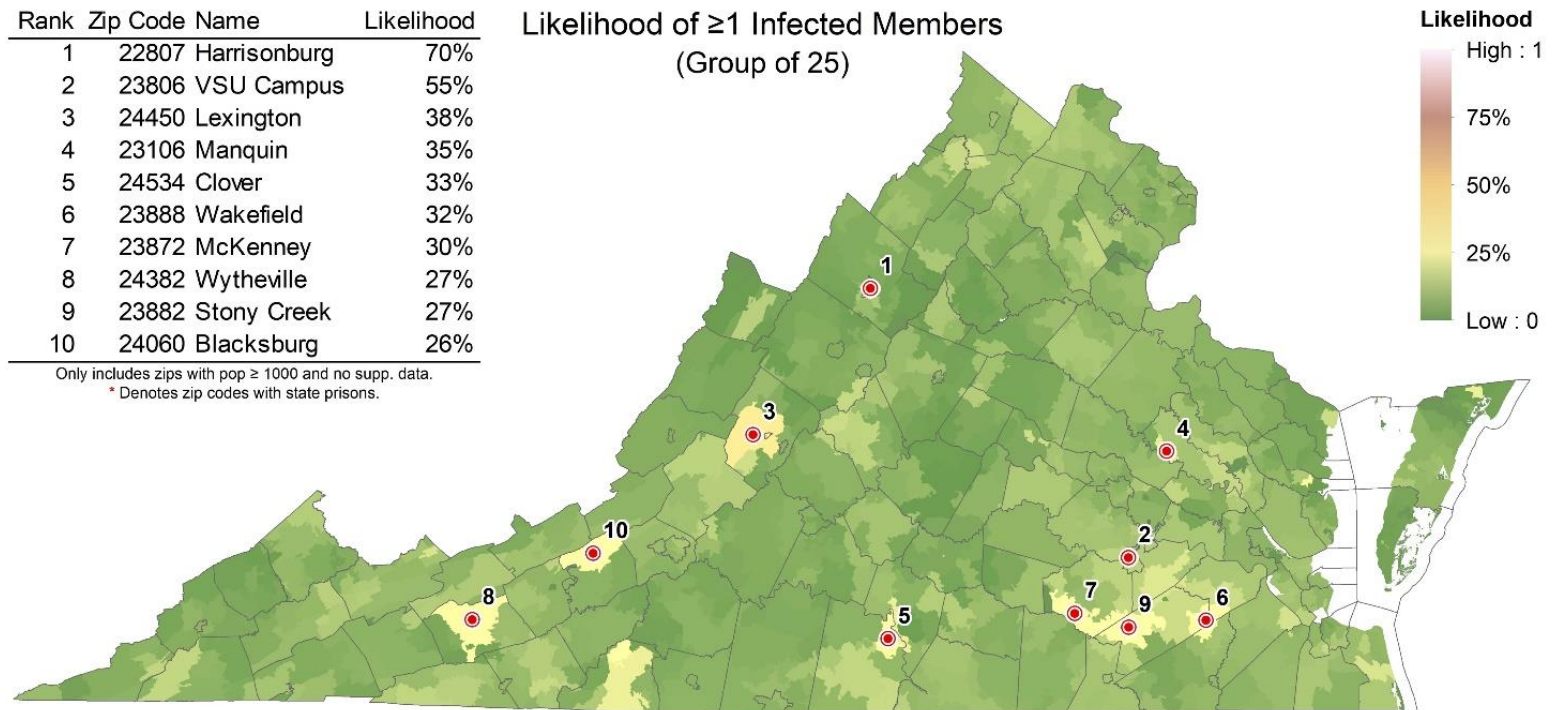 Rank Zip Code Name Likelihood
1 22807 Harrisonburg 70%
2 23806 VSU Campus 55%
3 24450 Lexington 38%
4 23106 Manquin 35%
5 24534 Clover 33%
6 23888 Wakefield 32%
7 23872 McKenney 30%
8 24382 Wytheville 27%
9 23882 Stony Creek 27%
10 24060 Blacksburg 26%
Only includes zips with pop ≥ 1000 and no supp. data.
* Denotes zip codes with state prisons.
Likelihood of ≥1 Infected Members
(Group of 25)
Likelihood
High : 1
75%
50%
25%
Low : 0
1
3
4
10
2
8
7
9
6
5